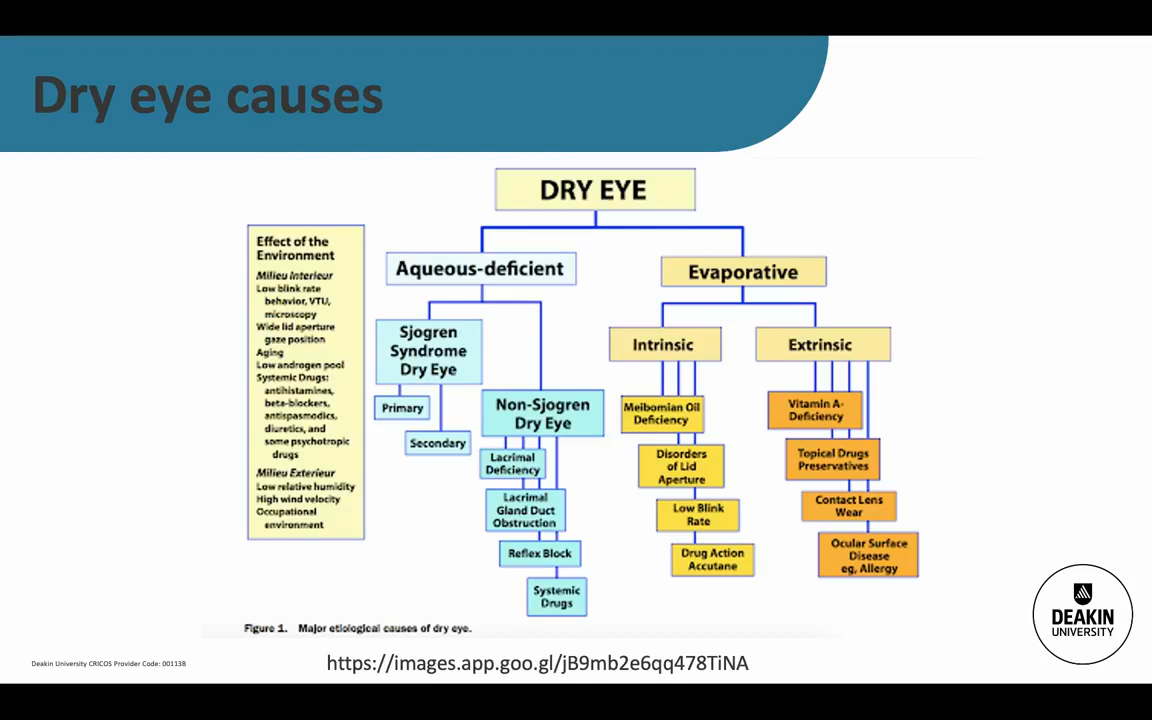 Dry eye causes
DRY EYE
Effect of the
Environment
Milieu Interieur
Low blink rate
behavior, VTU,
microscopy
Wide lid aperture
gaze position
Aging
Low androgen pool
Systemic Drugs:
antihistamines,
beta-blockers,
antispasmodics,
diuretics, and
some psychotropic
drugs
Milieu Exterieur
Low relative humidity
High wind velocity
Occupational
environment
Aqueous-deficient
Sjogren
Syndrome
Dry Eye
Primary
Secondary
Non-Sjogren
Dry Eye
Lacrimal
Deficiency
Lacrimal
Gland Duct
Obstruction
Reflex Block
Systemic
Drugs
Evaporative
Intrinsic
Meibomian Oil
Deficiency
Disorders
of Lid
Aperture
Low Blink
Rate
Drug Action
Accutane
Extrinsic
Vitamin A-
Deficiency
Topical Drugs
Preservatives
Contact Lens
Wear
Ocular Surface
Disease
eg, Allergy
Figure 1. Major etiological causes of dry eye.
DEAKIN
UNIVERSITY
Deakin University CRICOS Provider Code: 00113B
https://images.app.goo.gl/jB9mb2e6qq478TiNA